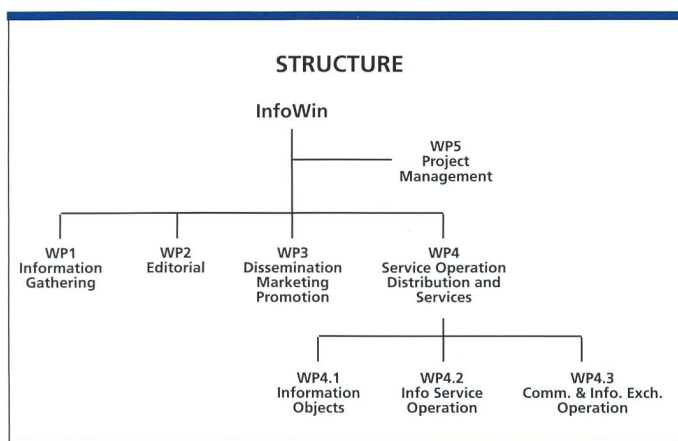 STRUCTURE
InfoWin
WP5
Project
Management
WP1
Information
Gathering
WP2
Editorial
WP3
Dissemination
Marketing
Promotion
WP4
Service Operation
Distribution and
Services
WP4.1
Information
Objects
WP4.2
Info Service
Operation
WP4.3
Comm. & Info. Exch.
Operation